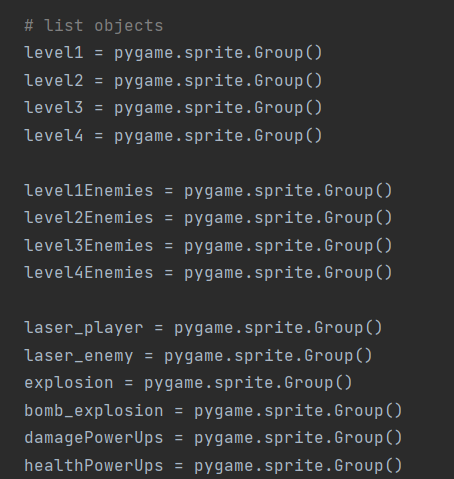 # list objects
level1 = pygame.sprite.Group()
level2 = pygame.sprite.Group()
level3 = pygame.sprite.Group()
level4 = pygame.sprite.Group()
level1Enemies = pygame.sprite.Group()
level2Enemies = pygame.sprite.Group()
level3Enemies = pygame.sprite.Group()
level4Enemies = pygame.sprite.Group()
laser_player = pygame.sprite.Group()
laser_enemy = pygame.sprite.Group()
explosion = pygame.sprite.Group()
bomb_explosion = pygame.sprite.Group()
damagePowerUps = pygame.sprite.Group()
healthPowerUps = pygame.sprite.Group()